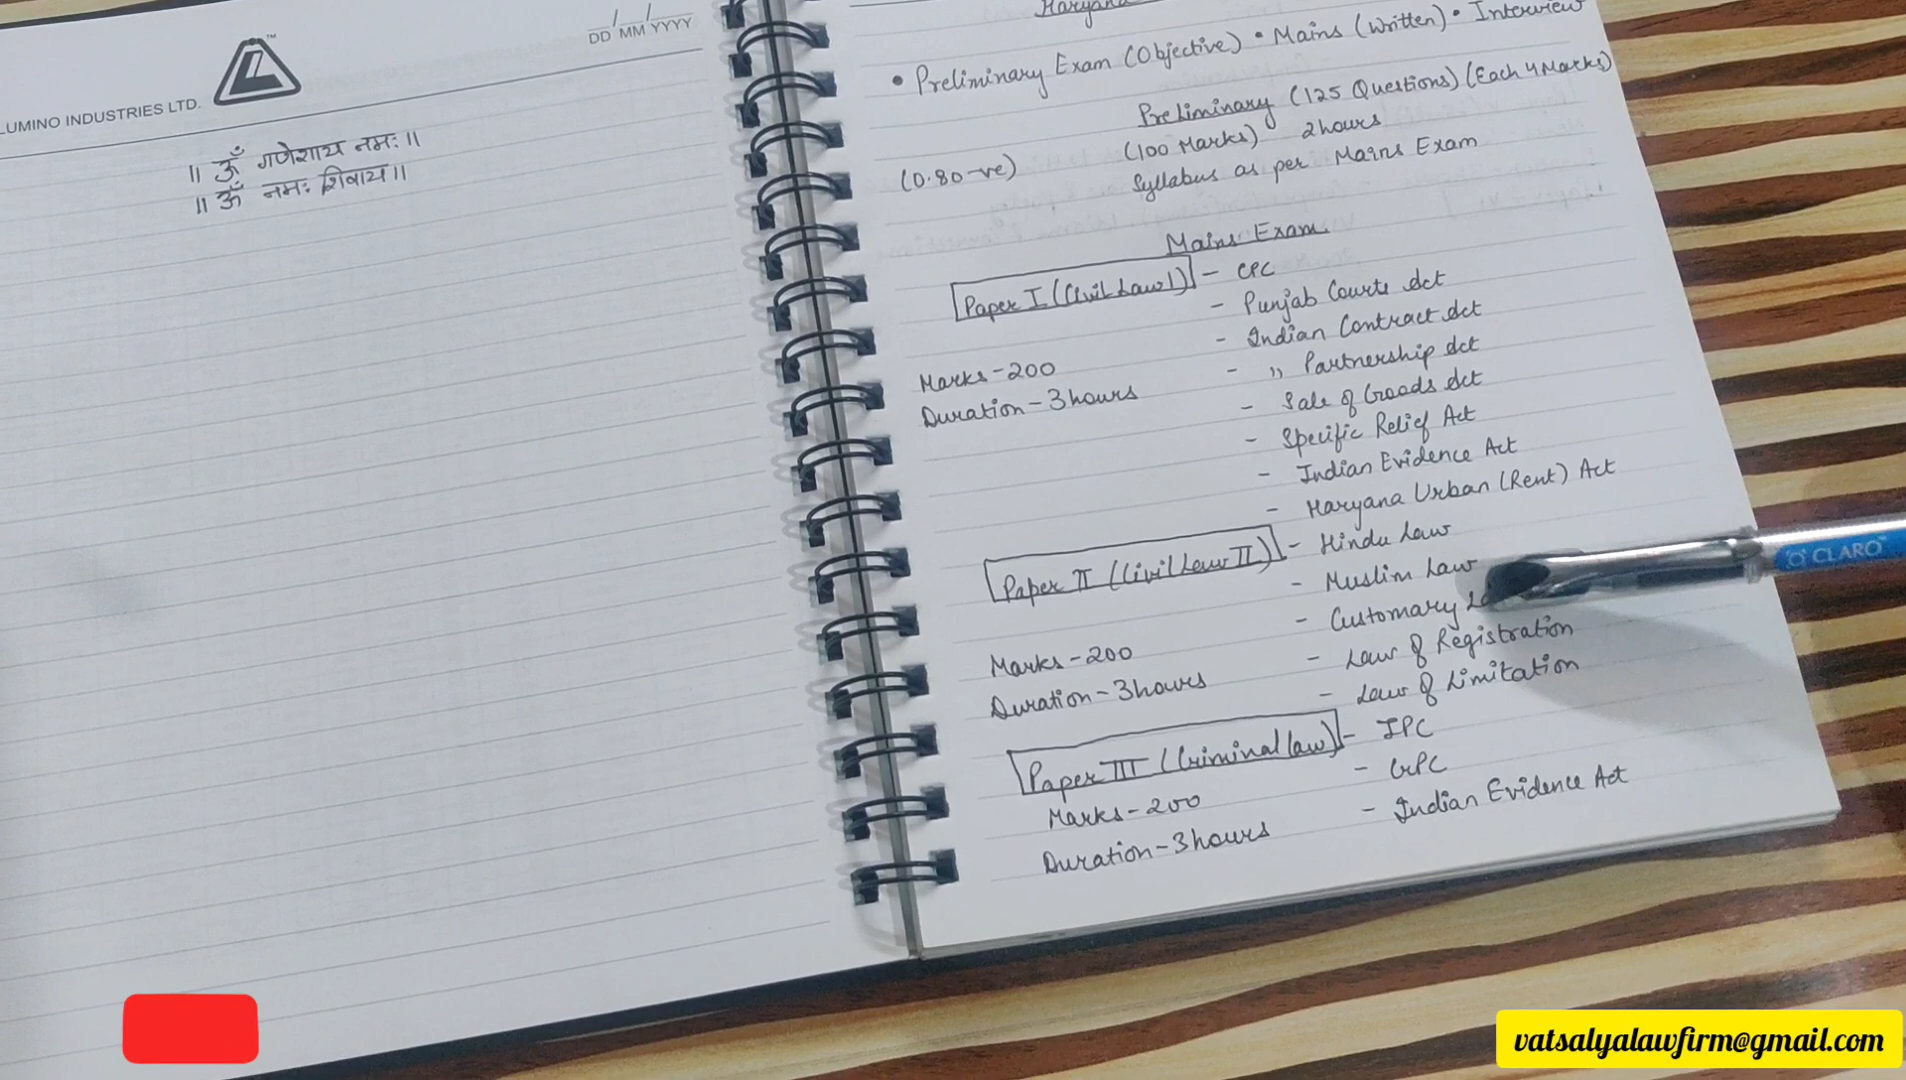 LUMINO INDUSTRIES LTD.
TM
__/__/____
DD MM YYYY
॥ ॐ गणेशाय नमः॥
॥ ॐ नमः शिवाय॥
Haryana
• Preliminary Exam (Objective) • Mains (Written) • Interview
Preliminary (125 Questions) (Each 4 Marks)
(100 Marks) 2 hours
(0.80-ve)
Syllabus as per Mains Exam
Mains Exam
Paper I (Civil Law I) - CPC
- Punjab Courts Act
- Indian Contract Act
Marks - 200
- " Partnership Act
Duration - 3 hours
- Sale of Goods Act
- Specific Relief Act
- Indian Evidence Act
- Haryana Urban (Rent) Act
Paper II (Civil Law II) - Hindu Law
- Muslim Law
- Customary
Marks - 200
- Law of Registration
Duration - 3 hours
- Law of Limitation
Paper III (Criminal Law) - IPC
- CrPC
Marks - 200
- Indian Evidence Act
Duration - 3 hours
CLARO
vatsalyalawfirm@gmail.com